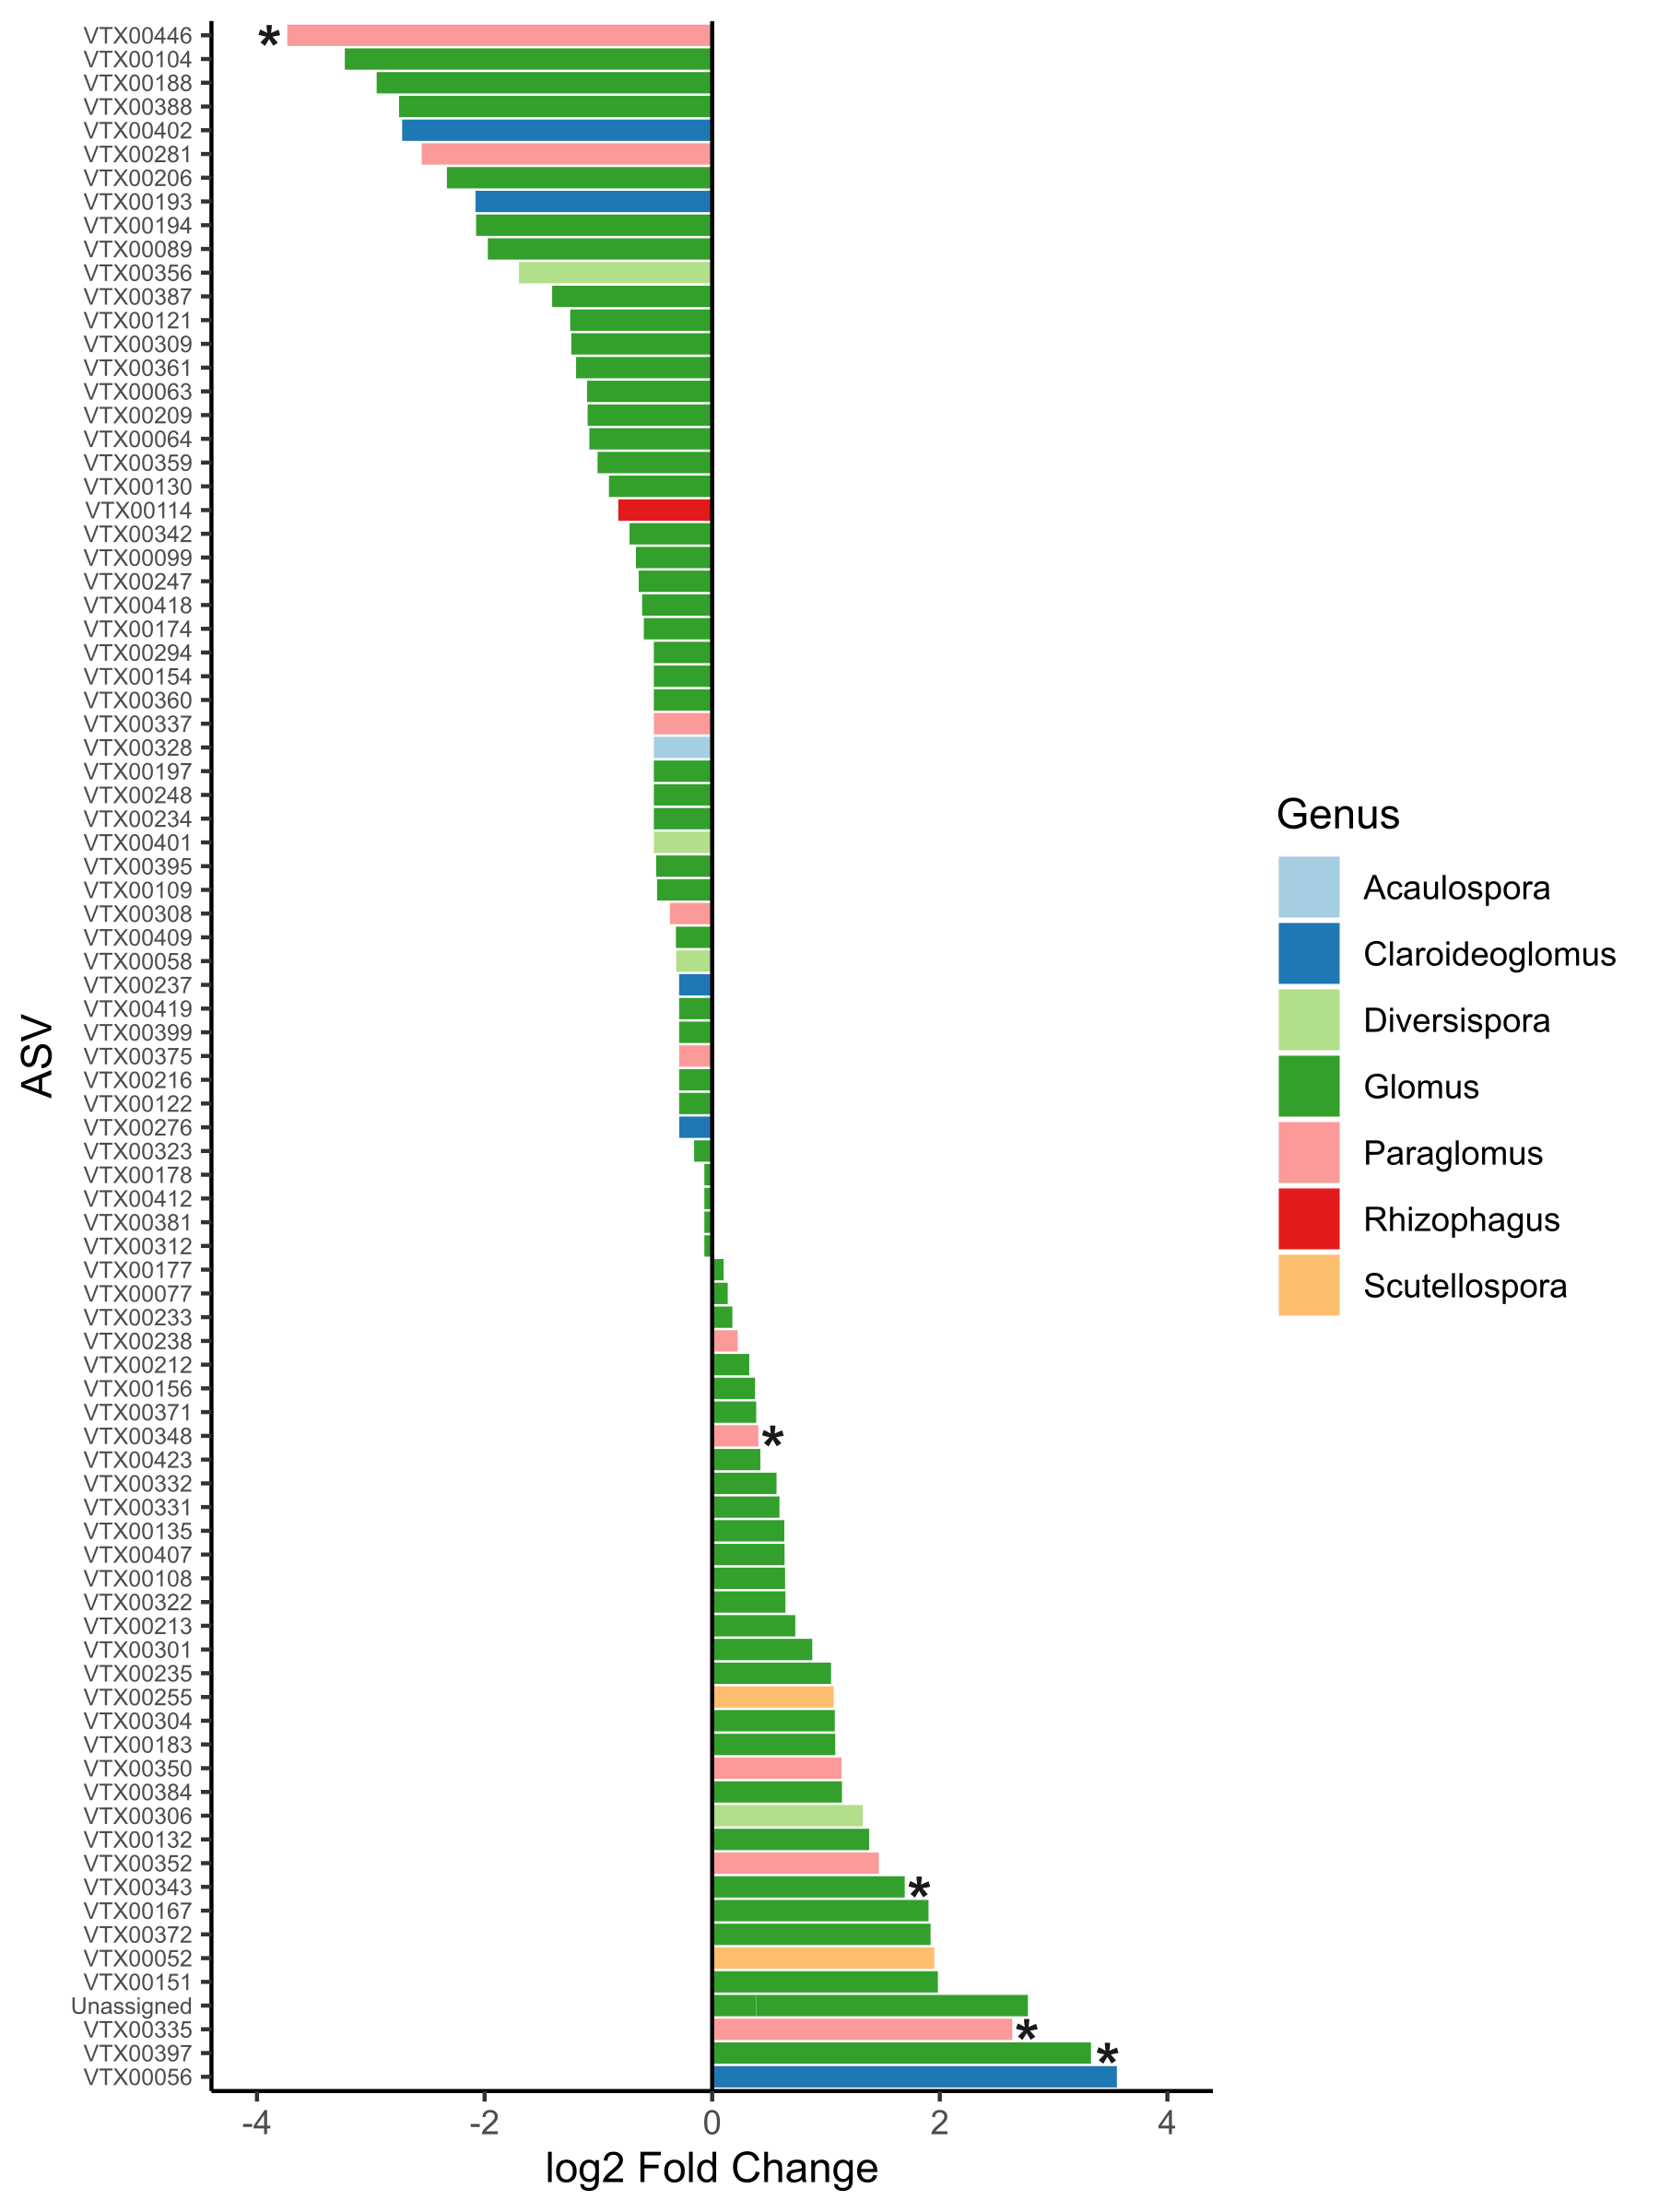 VTX00446
*
VTX00104
VTX00188
VTX00388
VTX00402
VTX00281
VTX00206
VTX00193
VTX00194
VTX00089
VTX00356
VTX00387
VTX00121
VTX00309
VTX00361
VTX00063
VTX00209
VTX00064
VTX00359
VTX00130
VTX00114
VTX00342
VTX00099
VTX00247
VTX00418
VTX00174
VTX00294
VTX00154
VTX00360
VTX00337
VTX00328
VTX00197
VTX00248
VTX00234
VTX00401
VTX00395
VTX00109
VTX00308
VTX00409
VTX00058
VTX00237
VTX00419
VTX00399
VTX00375
VTX00216
VTX00122
VTX00276
VTX00323
VTX00178
VTX00412
VTX00381
VTX00312
VTX00177
VTX00077
VTX00233
VTX00238
VTX00212
VTX00156
VTX00371
VTX00348
*
VTX00423
VTX00332
VTX00331
VTX00135
VTX00407
VTX00108
VTX00322
VTX00213
VTX00301
VTX00235
VTX00255
VTX00304
VTX00183
VTX00350
VTX00384
VTX00306
VTX00132
VTX00352
VTX00343
*
VTX00167
VTX00372
VTX00052
VTX00151
Unassigned
VTX00335
*
VTX00397
*
VTX00056
ASV
-4 -2 0 2 4
log2 Fold Change
Genus
Acaulospora
Claroideoglomus
Diversispora
Glomus
Paraglomus
Rhizophagus
Scutellospora